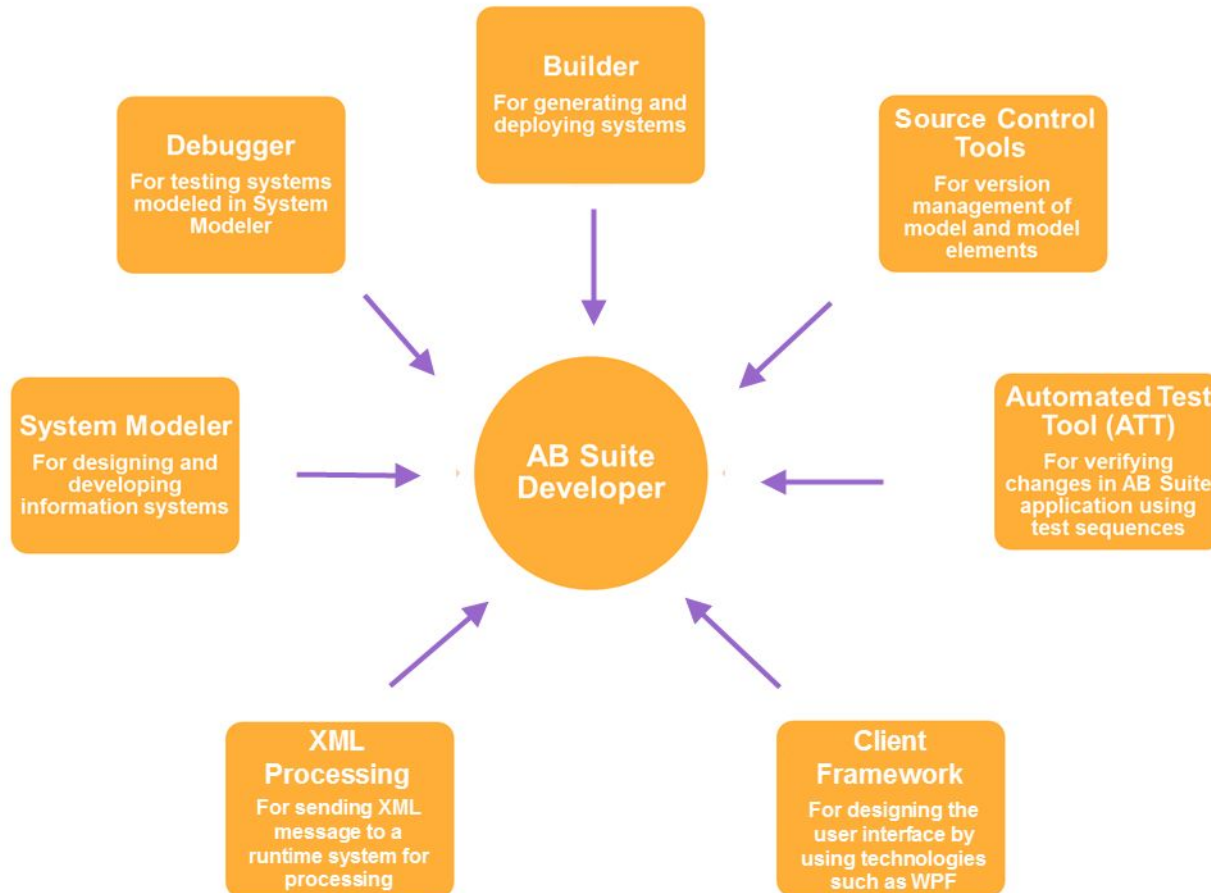 Builder
For generating and
deploying systems
Debugger
For testing systems
modeled in System
Modeler
Source Control
Tools
For version
management of
model and model
elements
System Modeler
For designing and
developing
information systems
AB Suite
Developer
Automated Test
Tool (ATT)
For verifying
changes in AB Suite
application using
test sequences
XML
Processing
For sending XML
message to a
runtime system for
processing
Client
Framework
For designing the
user interface by
using technologies
such as WPF